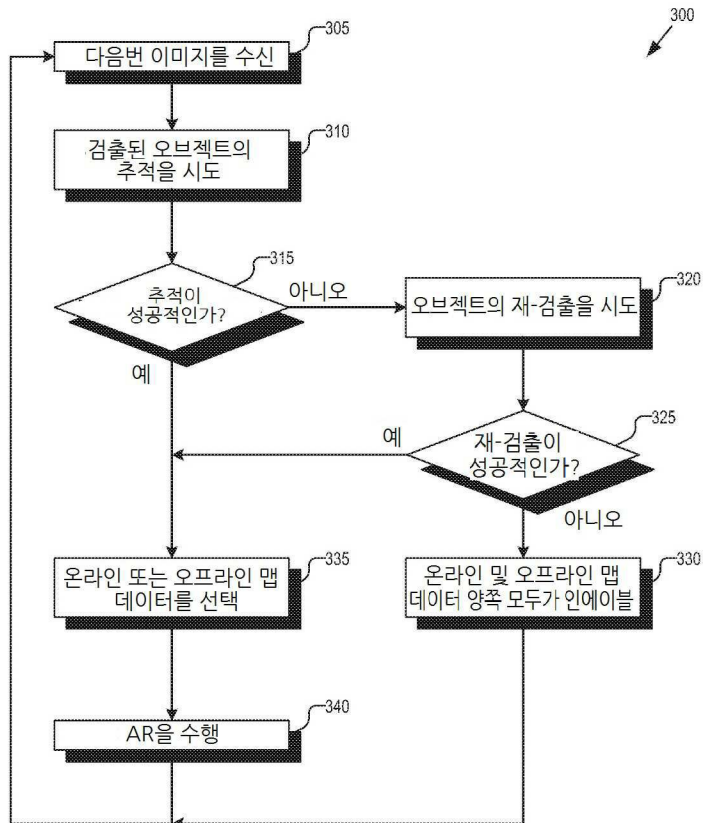 300
305
다음번 이미지를 수신
310
검출된 오브젝트의
추적을 시도
315
추적이
성공적인가?
아니오
예
320
오브젝트의 재-검출을 시도
325
재-검출이
성공적인가?
예
아니오
335
온라인 또는 오프라인 맵
데이터를 선택
330
온라인 및 오프라인 맵
데이터 양쪽 모두가 인에이블
340
AR을 수행